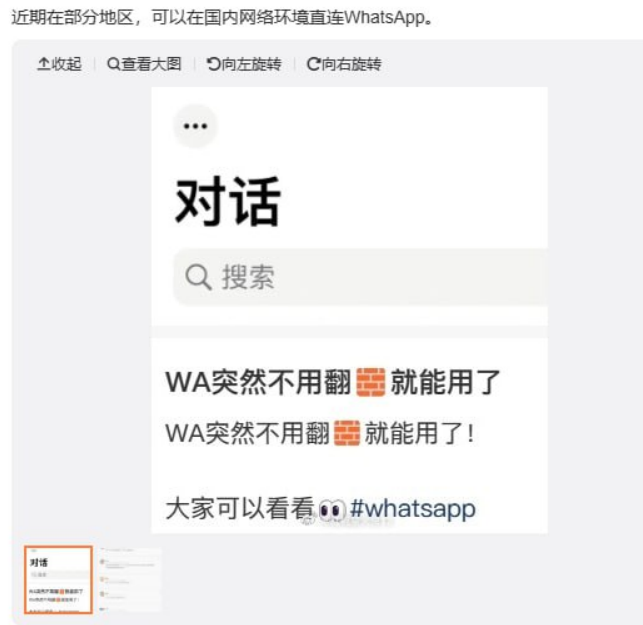 近期在部分地区，可以在国内网络环境直连WhatsApp。
收起 查看大图 向左旋转 向右旋转
对话
搜索
WA突然不用翻🧱就能用了
WA突然不用翻🧱就能用了！
大家可以看看👀#whatsapp
对话